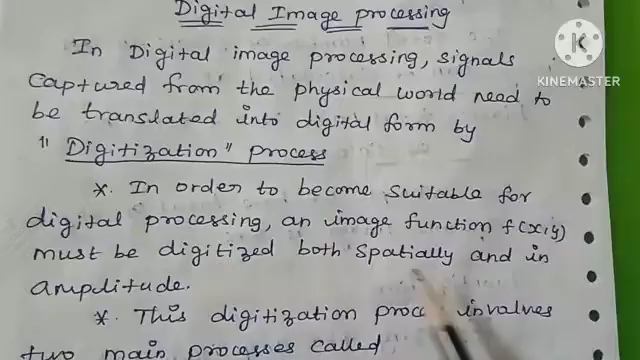 Digital Image processing
In Digital image processing, signals
captured from the physical world need to
be translated into digital form by
"Digitization" process
*. In order to become suitable for
digital processing, an image function f(x,y)
must be digitized both spatially and in
amplitude.
*. This digitization proc involves
two main processes called
KINEMASTER